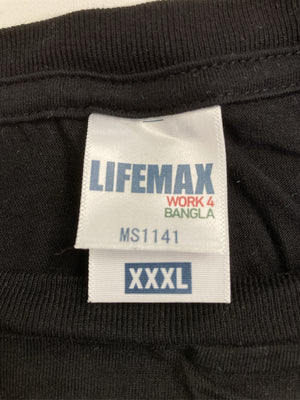 LIFEMAX
WORK 4
BANGLA
MS1141
XXXL